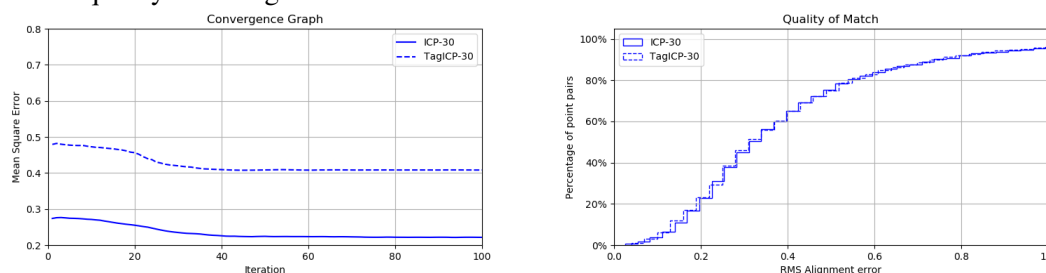 Convergence Graph
0.8
0.7
0.6
0.5
0.4
0.3
0.2
Mean Square Error
ICP-30
TagICP-30
0 20 40 60 80 100
Iteration
Quality of Match
ICP-30
TagICP-30
80%
60%
40%
20%
0%
Percentage of point pairs
0.0 0.2 0.4 0.6 0.8
RMS Alignment error